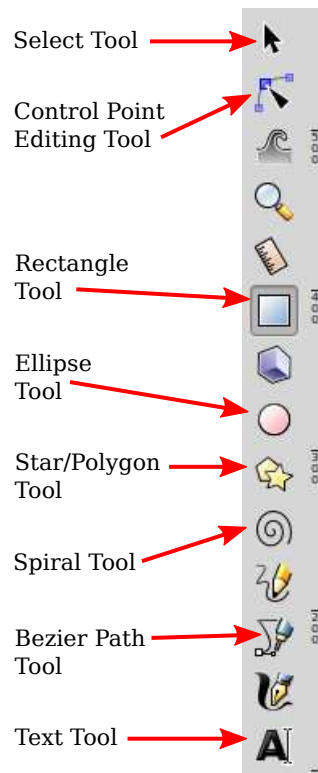 Select Tool
Control Point
Editing Tool
Rectangle
Tool
Ellipse
Tool
Star/Polygon
Tool
Spiral Tool
Bezier Path
Tool
Text Tool